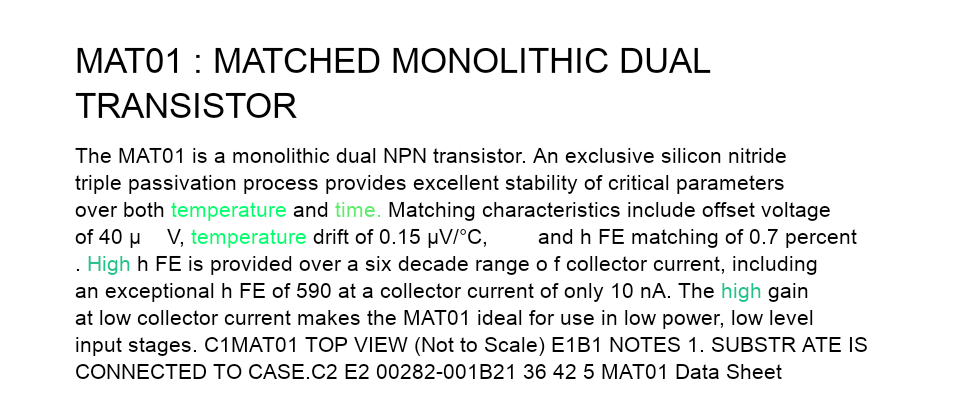 MAT01 : MATCHED MONOLITHIC DUAL
TRANSISTOR
The MAT01 is a monolithic dual NPN transistor. An exclusive silicon nitride
triple passivation process provides excellent stability of critical parameters
over both temperature and time. Matching characteristics include offset voltage
of 40 μ V, temperature drift of 0.15 μV/°C, and h FE matching of 0.7 percent
. High h FE is provided over a six decade range o f collector current, including
an exceptional h FE of 590 at a collector current of only 10 nA. The high gain
at low collector current makes the MAT01 ideal for use in low power, low level
input stages. C1MAT01 TOP VIEW (Not to Scale) E1B1 NOTES 1. SUBSTR ATE IS
CONNECTED TO CASE.C2 E2 00282-001B21 36 42 5 MAT01 Data Sheet